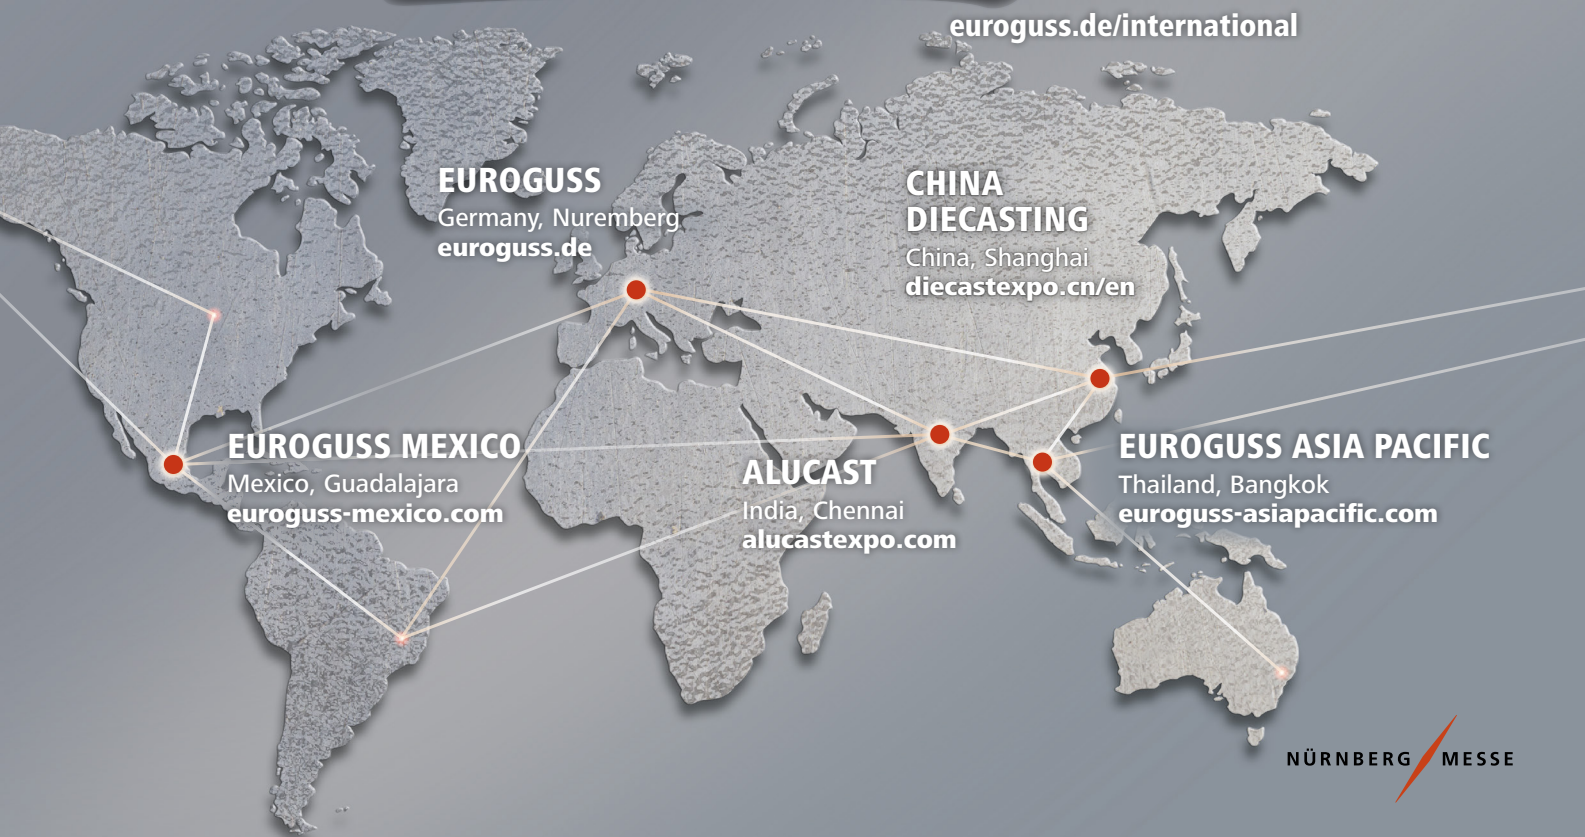 euroguss.de/international
EUROGUSS
Germany, Nuremberg
euroguss.de
CHINA
DIECASTING
China, Shanghai
diecastexpo.cn/en
EUROGUSS MEXICO
Mexico, Guadalajara
euroguss-mexico.com
ALUCAST
India, Chennai
alucastexpo.com
EUROGUSS ASIA PACIFIC
Thailand, Bangkok
euroguss-asiapacific.com
NÜRNBERG MESSE